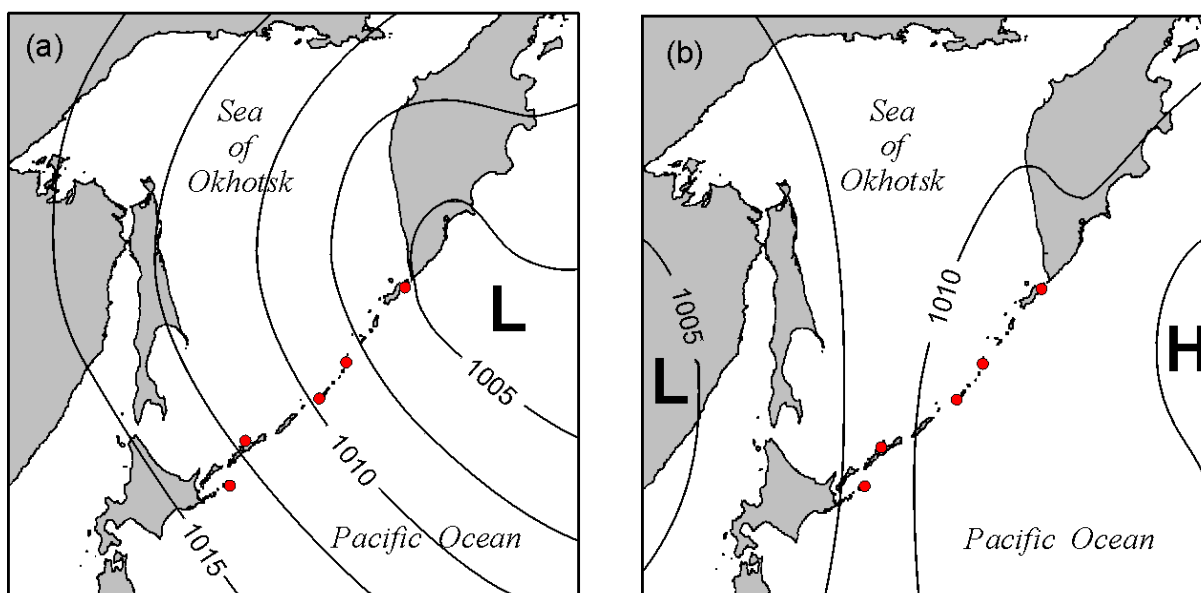 (a)
Sea
of
Okhotsk
L
1005
1010
1015
Pacific Ocean
(b)
Sea
of
Okhotsk
1010
1005
L
H
Pacific Ocean